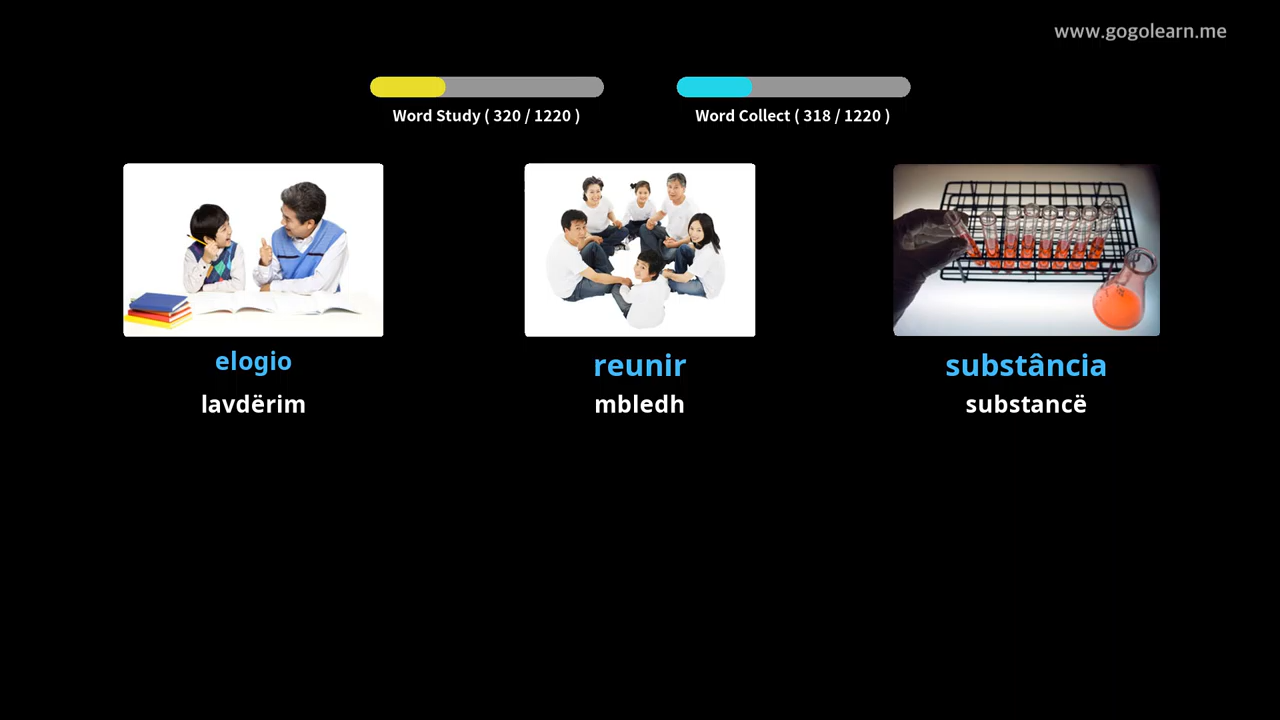 www.gogolearn.me
Word Study ( 320 / 1220 )
Word Collect ( 318 / 1220 )
elogio
lavdërim
reunir
mbledh
substância
substancë